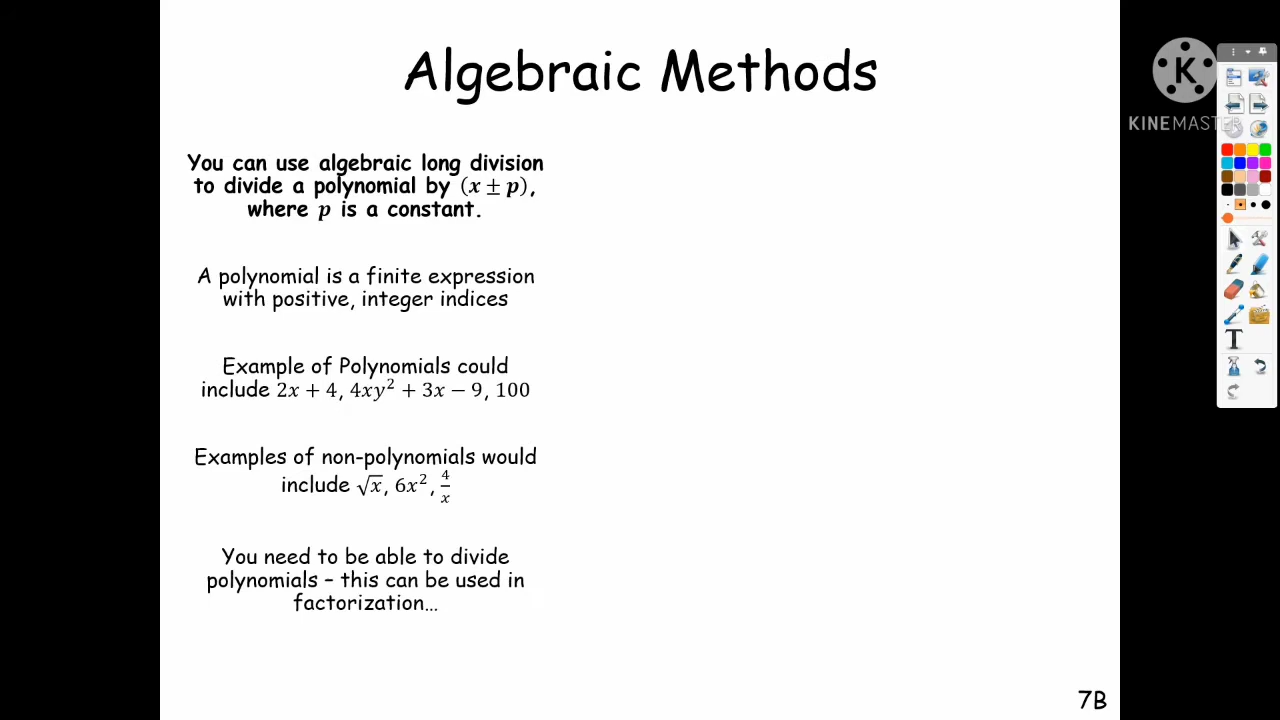 Algebraic Methods
KINEMASTER
You can use algebraic long division
to divide a polynomial by (x ± p),
where p is a constant.
A polynomial is a finite expression
with positive, integer indices
Example of Polynomials could
include 2x + 4, 4xy² + 3x − 9, 100
Examples of non-polynomials would
include √x, 6x², 4/x
You need to be able to divide
polynomials – this can be used in
factorization…
7B